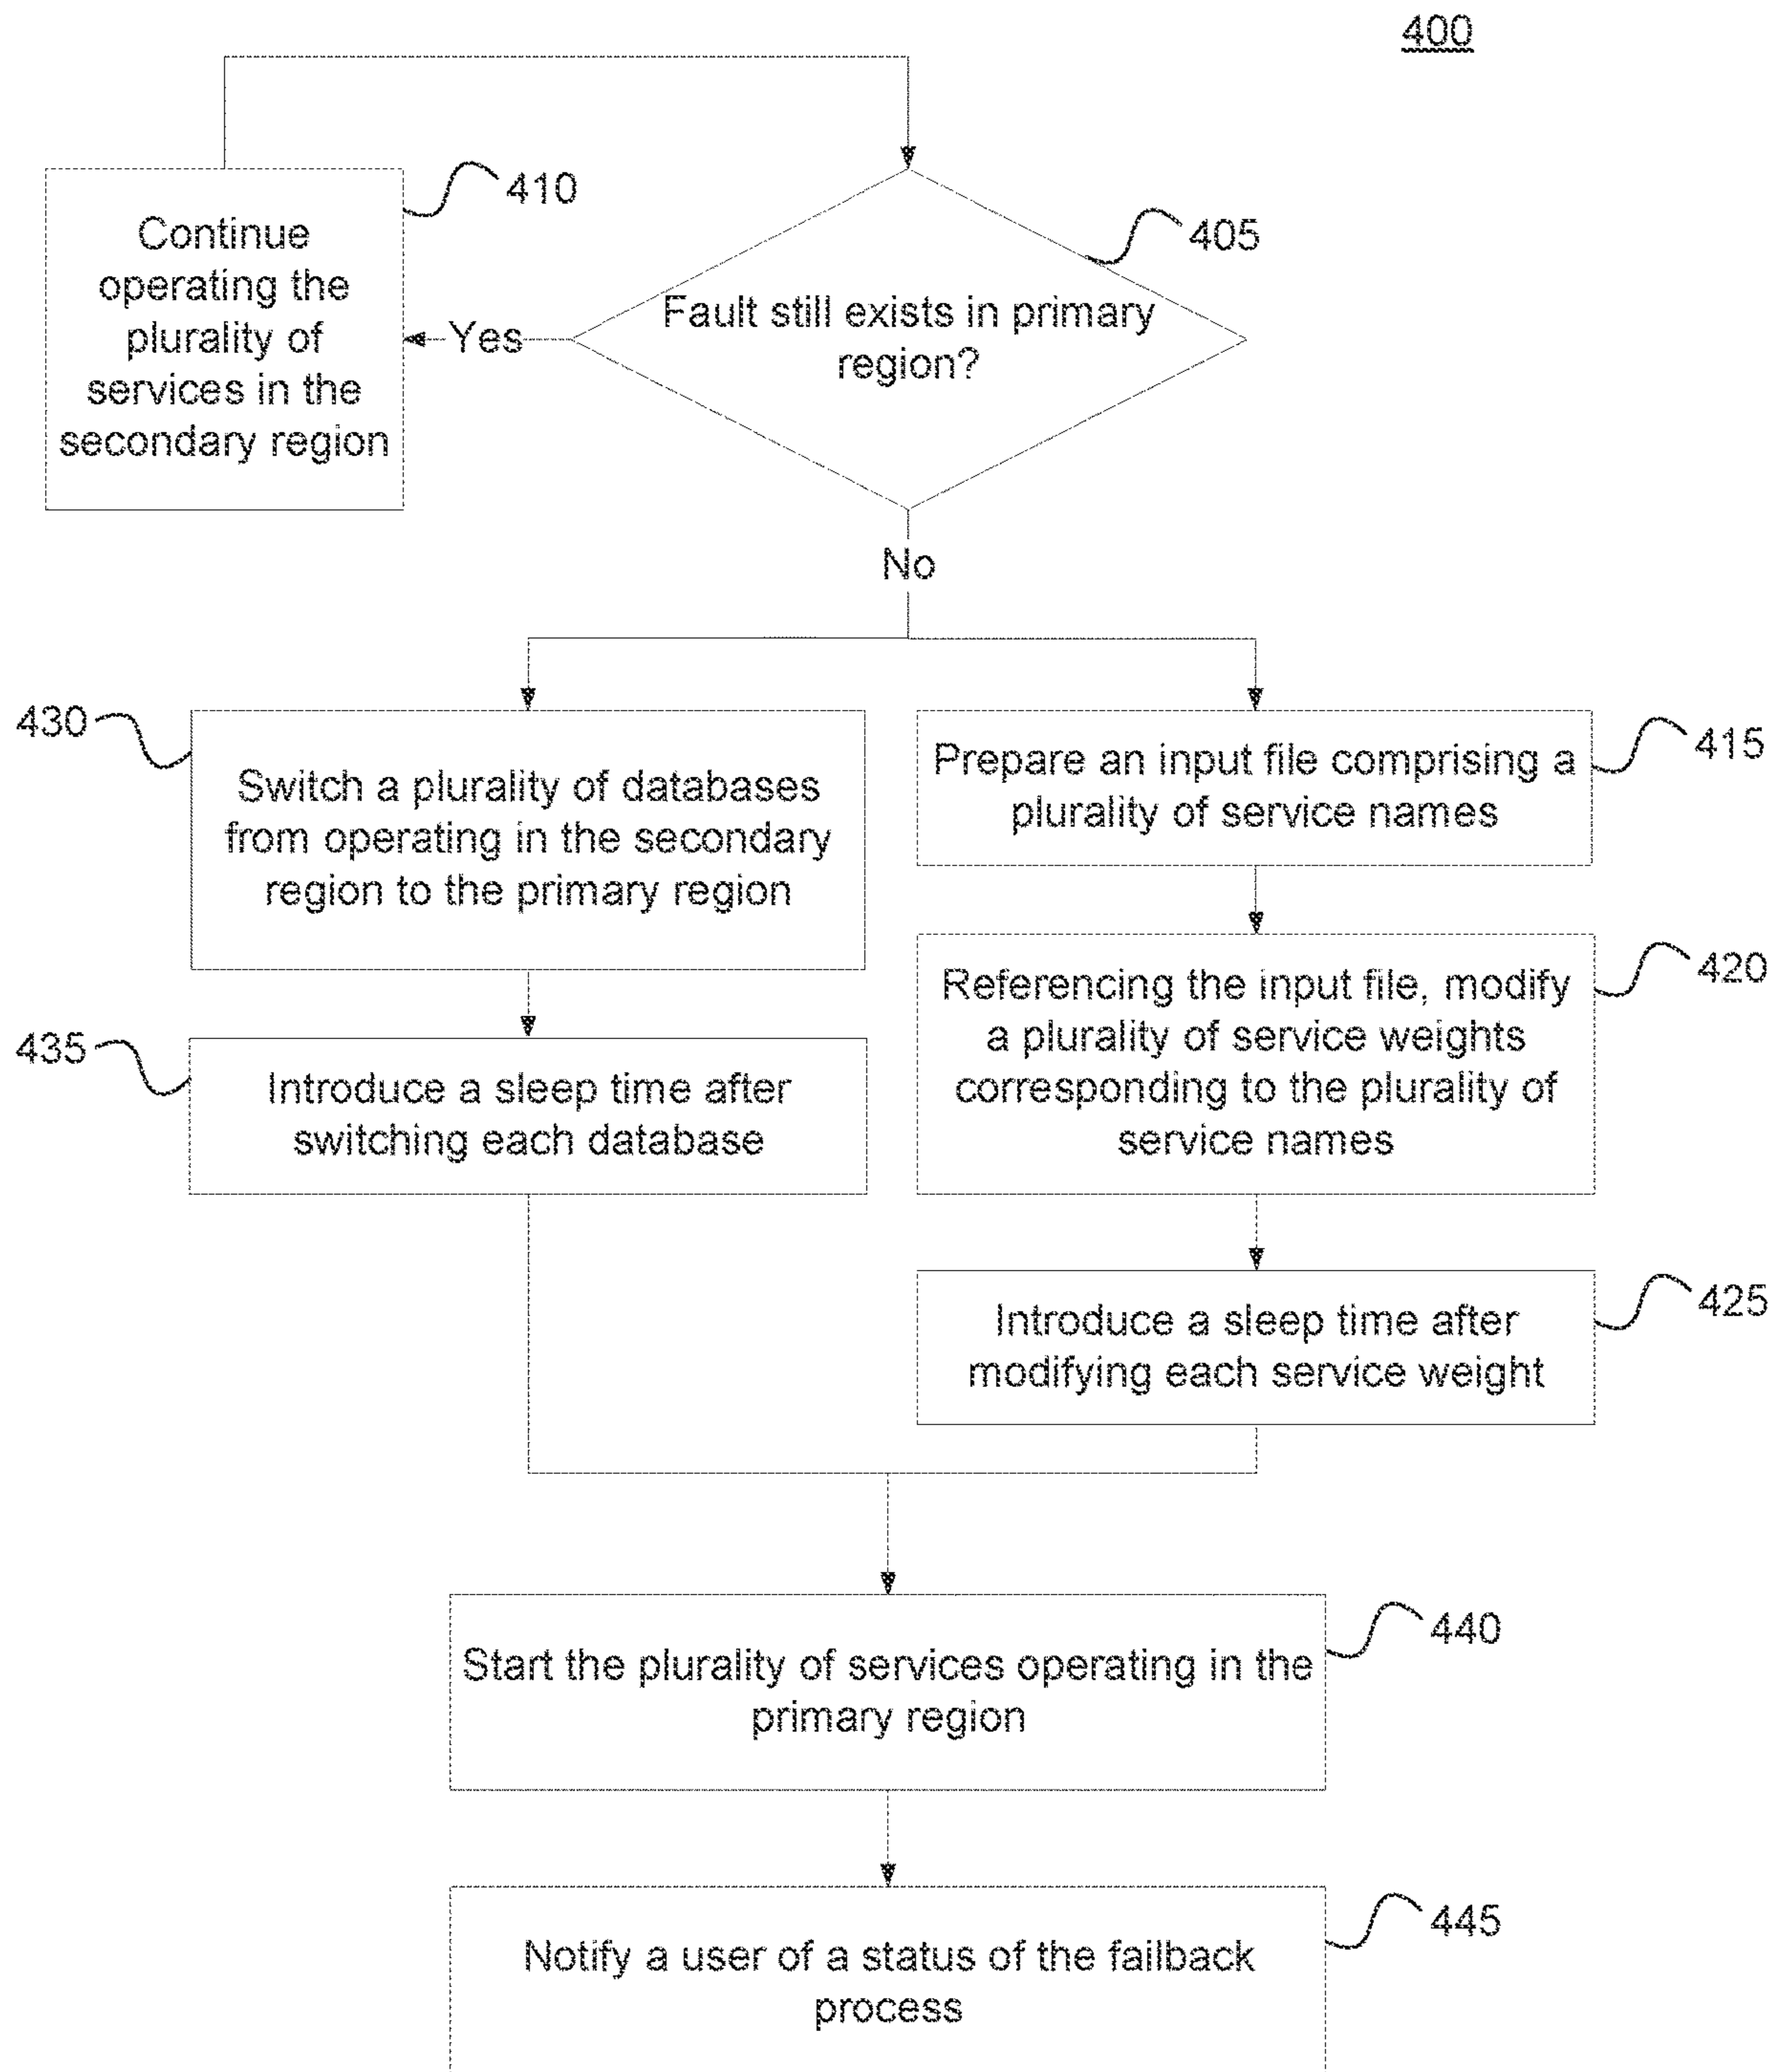 400
Continue
operating the
plurality of
services in the
secondary region
410
Fault still exists in primary
region?
405
Yes
No
430
Switch a plurality of databases
from operating in the secondary
region to the primary region
Prepare an input file comprising a
plurality of service names
415
Referencing the input file, modify
a plurality of service weights
corresponding to the plurality of
service names
420
435
Introduce a sleep time after
switching each database
Introduce a sleep time after
modifying each service weight
425
Start the plurality of services operating in the
primary region
440
Notify a user of a status of the failback
process
445